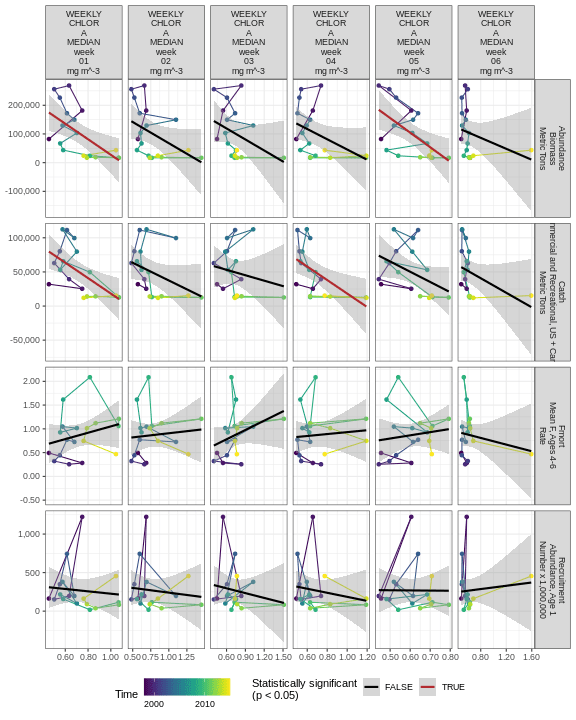 WEEKLY CHLOR A MEDIAN week 01 mg m^-3
WEEKLY CHLOR A MEDIAN week 02 mg m^-3
WEEKLY CHLOR A MEDIAN week 03 mg m^-3
WEEKLY CHLOR A MEDIAN week 04 mg m^-3
WEEKLY CHLOR A MEDIAN week 05 mg m^-3
WEEKLY CHLOR A MEDIAN week 06 mg m^-3
200,000
100,000
0
-100,000
Abundance
Biomass
Metric Tons
100,000
50,000
0
-50,000
Catch
mmercial and Recreational, US + Can
Metric Tons
2.00
1.50
1.00
0.50
0.00
-0.50
Fmort
Mean F, Ages 4-6
Rate
1,000
500
0
Recruitment
Abundance, Age 1
Number x 1,000,000
0.60 0.80 1.00
0.50 0.75 1.00 1.25
0.60 0.90 1.20 1.50
0.60 0.80 1.00 1.20
0.50 0.60 0.70 0.80
0.80 1.20 1.60
Time
2000 2010
Statistically significant
(p < 0.05)
FALSE
TRUE